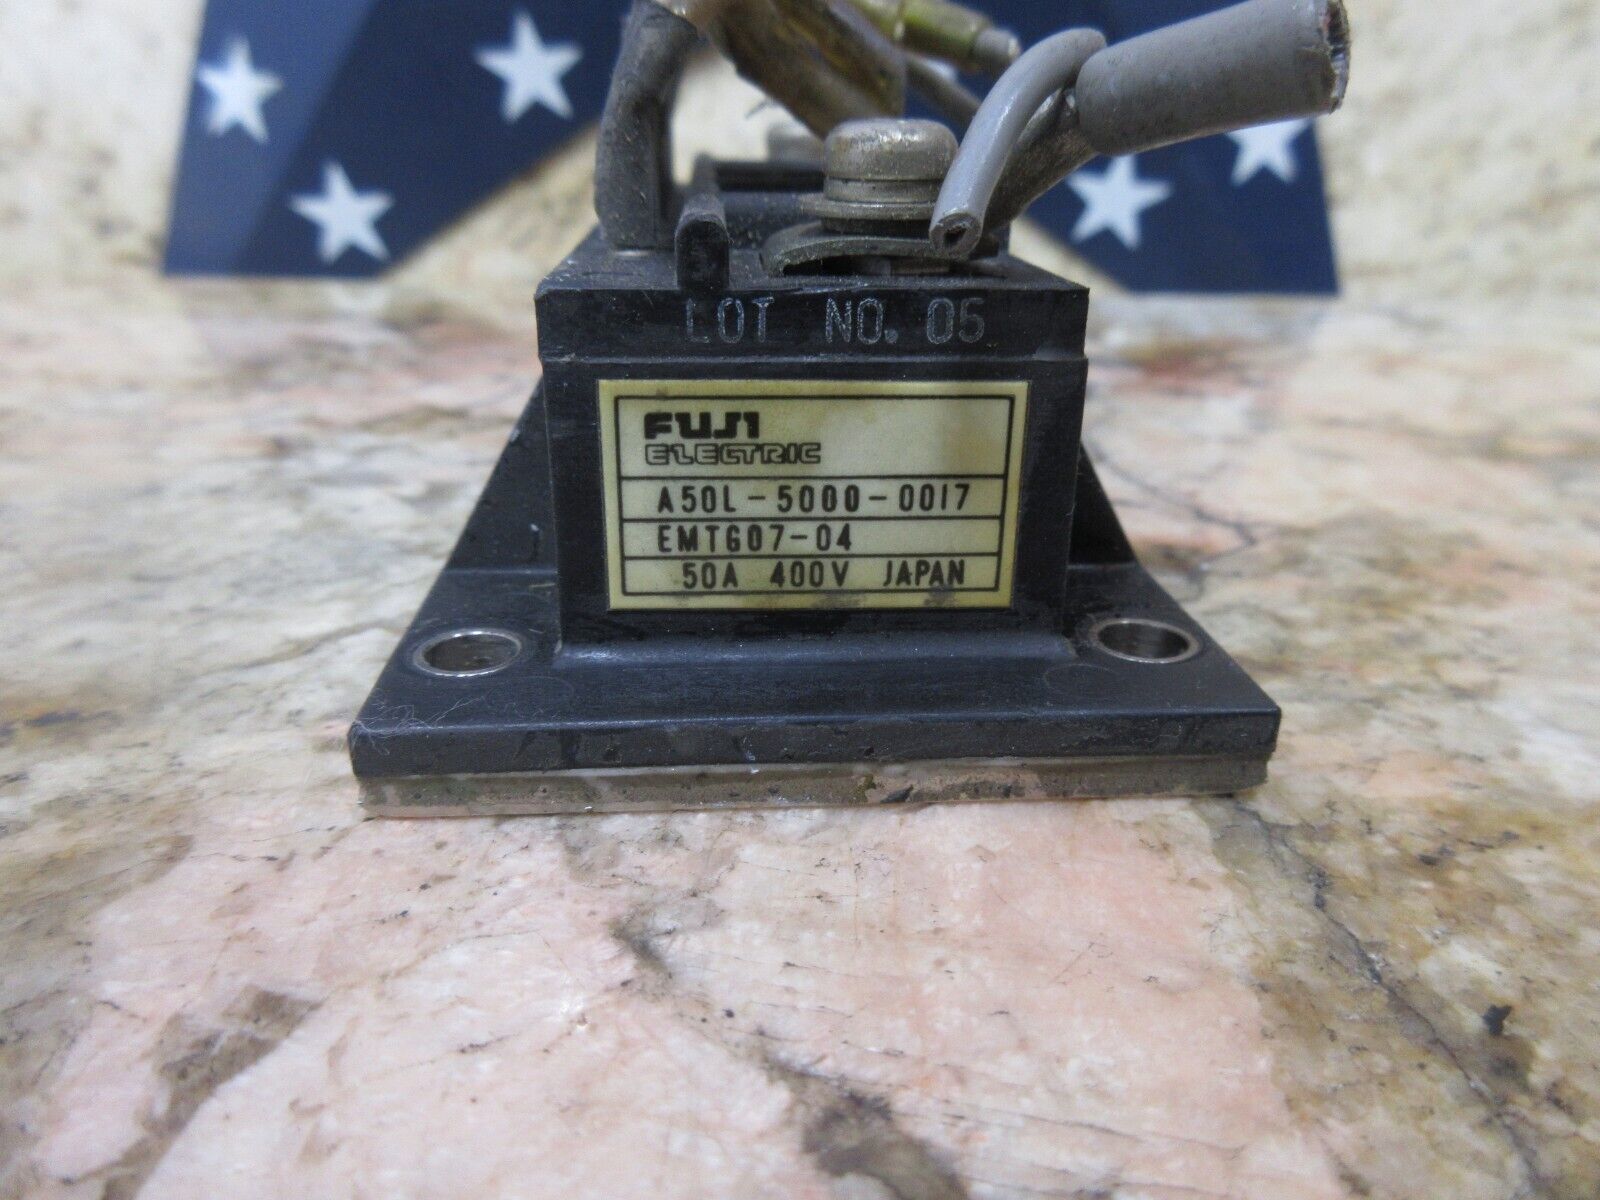 LOT NO. 05
FUJI
ELECTRIC
A50L-5000-0017
EMTG07-04
50A 400V JAPAN